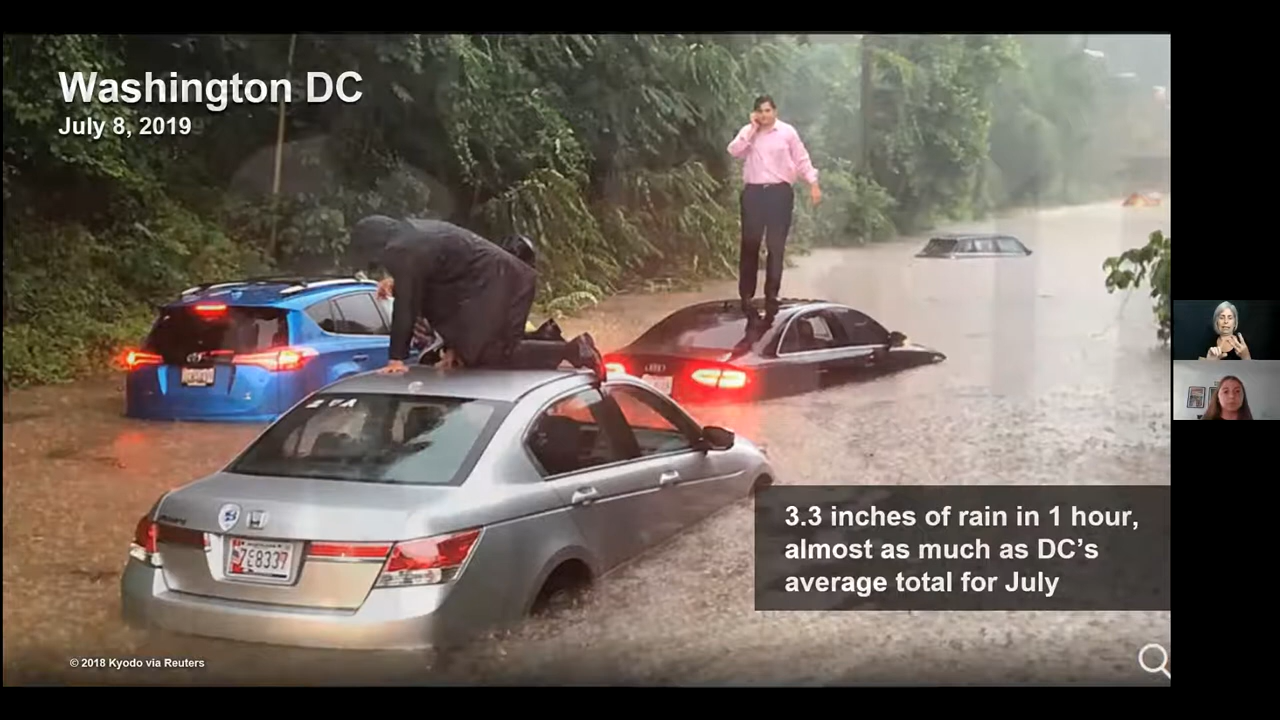 Washington DC
July 8, 2019
3.3 inches of rain in 1 hour,
almost as much as DC's
average total for July
© 2018 Kyodo via Reuters